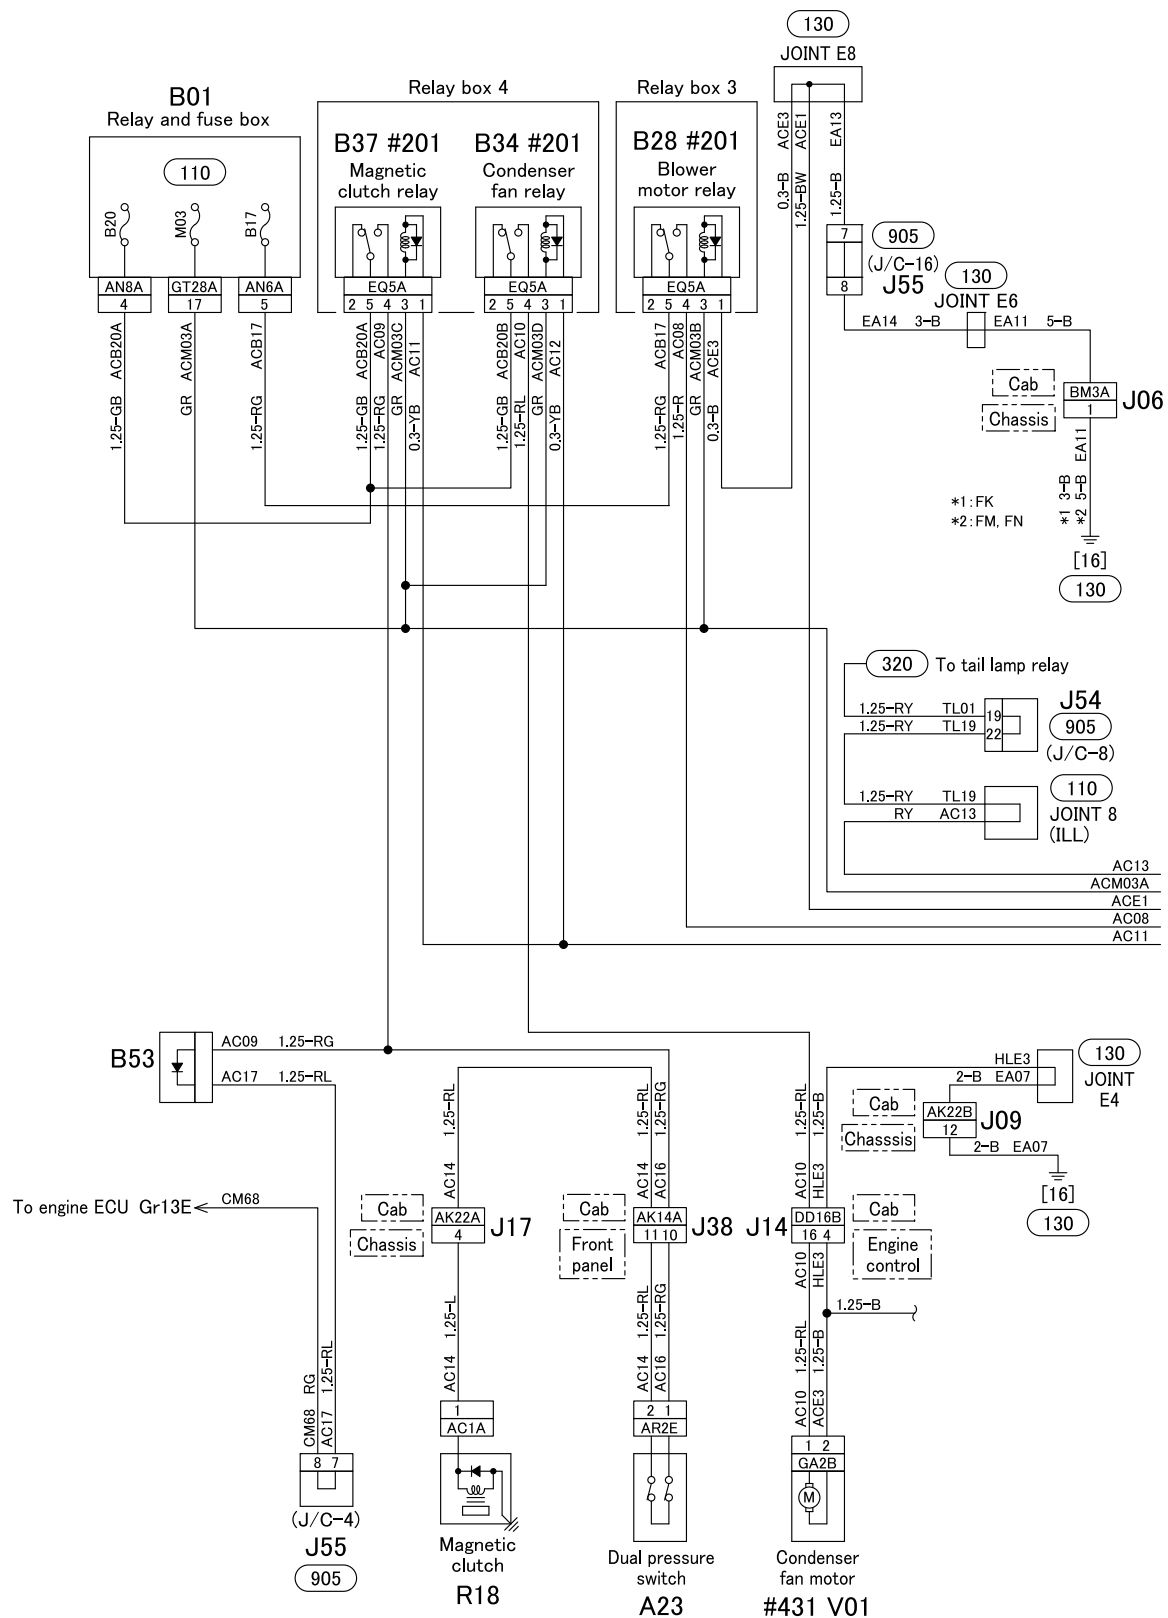 130
JOINT E8
B01
Relay and fuse box
Relay box 4
Relay box 3
110
B37 #201
Magnetic
clutch relay
B34 #201
Condenser
fan relay
B28 #201
Blower
motor relay
B20
M03
B17
AN8A
4
GT28A
17
AN6A
5
EQ5A
2 5 4 3 1
EQ5A
2 5 4 3 1
EQ5A
2 5 4 3 1
0.3-B ACE3
1.25-BW ACE1
1.25-B EA13
7
8
905
(J/C-16)
J55
130
JOINT E6
EA14 3-B
EA11 5-B
Cab
Chassis
BM3A
1
J06
EA11
*1 3-B
*2 5-B
*1:FK
*2:FM, FN
[16]
130
1.25-GB ACB20A
GR ACM03A
1.25-RG ACB17
1.25-GB ACB20A
1.25-RG AC09
GR ACM03C
0.3-YB AC11
1.25-GB ACB20B
1.25-RL AC10
GR ACM03D
0.3-YB AC12
1.25-RG ACB17
1.25-R AC08
GR ACM03B
0.3-B ACE3
320 To tail lamp relay
1.25-RY TL01
1.25-RY TL19
19
22
J54
905
(J/C-8)
1.25-RY TL19
RY AC13
110
JOINT 8
(ILL)
AC13
ACM03A
ACE1
AC08
AC11
B53
AC09 1.25-RG
AC17 1.25-RL
To engine ECU Gr13E
CM68
CM68 RG
AC17 1.25-RL
8 7
(J/C-4)
J55
905
AC14 1.25-RL
Cab
Chassis
AK22A
4
J17
AC14 1.25-L
1
AC1A
Magnetic
clutch
R18
AC14 1.25-RL
AC16 1.25-RG
Cab
Front
panel
AK14A
11 10
J38
AC14 1.25-RL
AC16 1.25-RG
2 1
AR2E
Dual pressure
switch
A23
AC10 1.25-RL
HLE3 1.25-B
J14
DD16B
16 4
Cab
Engine
control
AC10
HLE3
1.25-B
AC10 1.25-RL
ACE3 1.25-B
1 2
GA2B
M
Condenser
fan motor
#431 V01
HLE3
2-B EA07
130
JOINT
E4
Cab
Chasssis
AK22B
12
J09
2-B EA07
[16]
130